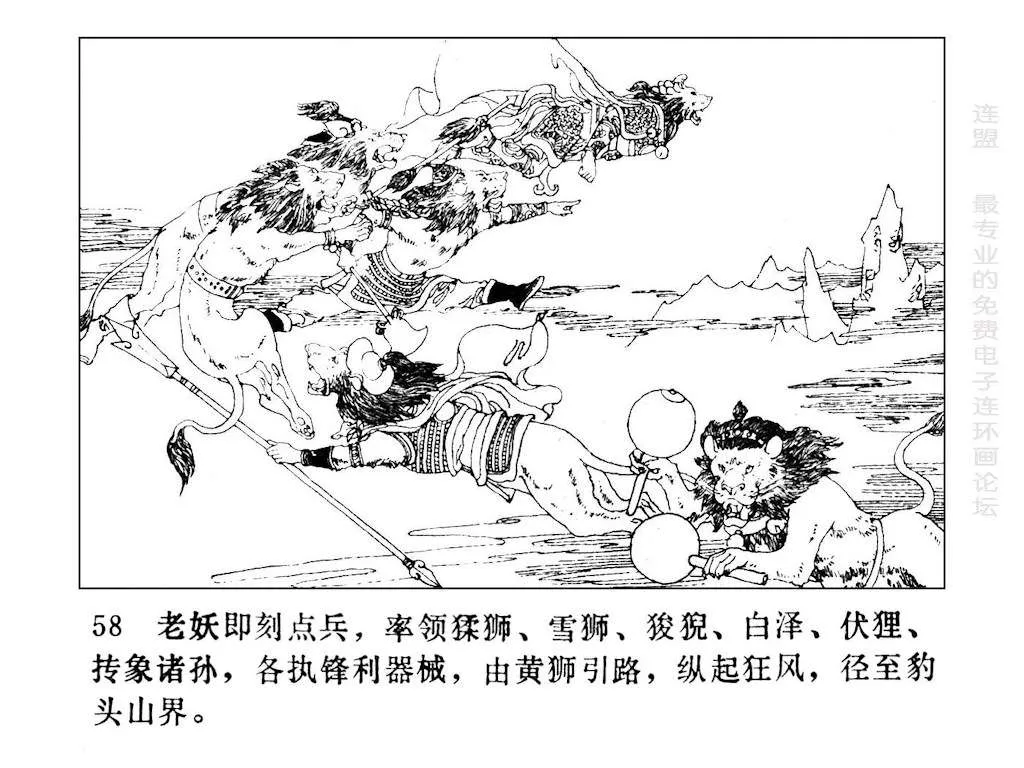 58 老妖即刻点兵，率领猱狮、雪狮、狻猊、白泽、伏狸、
抟象诸孙，各执锋利器械，由黄狮引路，纵起狂风，径至豹
头山界。
连盟 最专业的免费电子连环画论坛